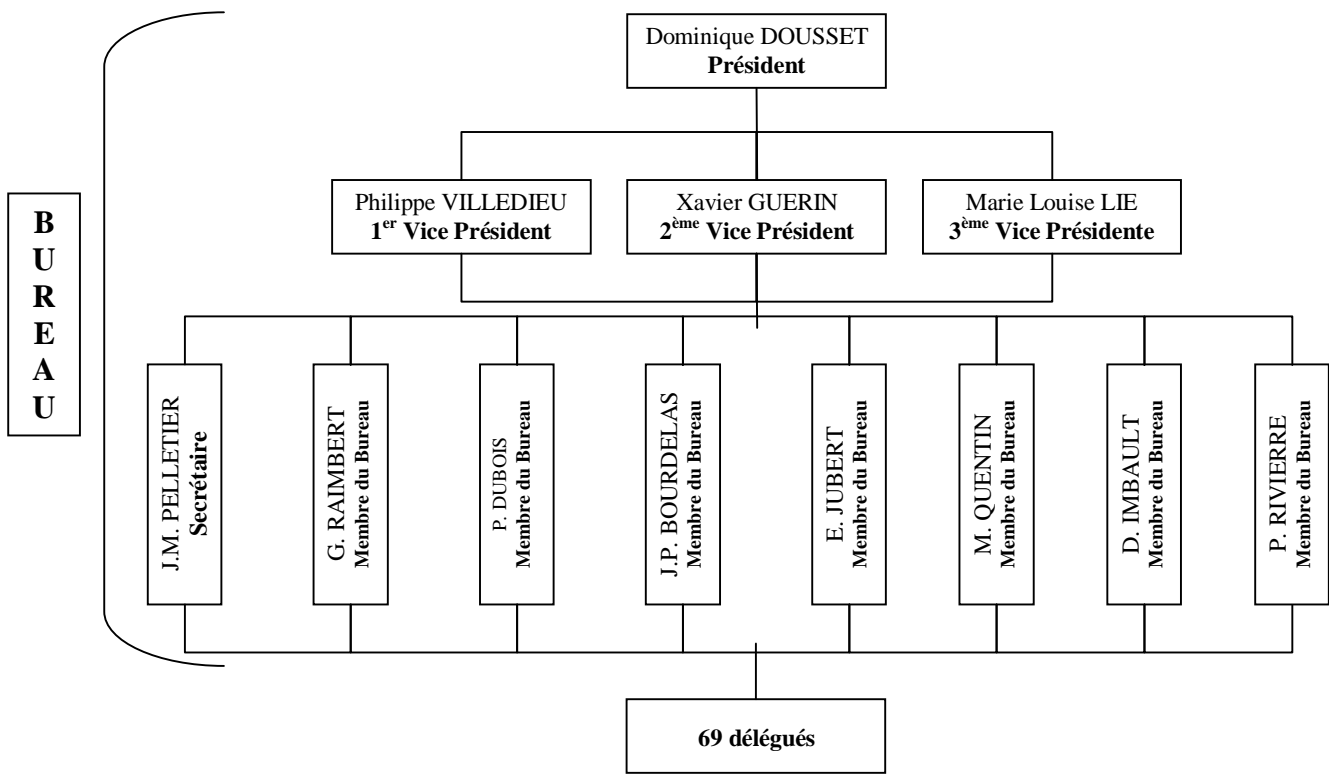 Dominique DOUSSET
Président
BUREAU
Philippe VILLEDIEU
1er Vice Président
Xavier GUERIN
2ème Vice Président
Marie Louise LIE
3ème Vice Présidente
J.M. PELLETIER
Secrétaire
G. RAIMBERT
Membre du Bureau
P. DUBOIS
Membre du Bureau
J.P. BOURDELAS
Membre du Bureau
E. JUBERT
Membre du Bureau
M. QUENTIN
Membre du Bureau
D. IMBAULT
Membre du Bureau
P. RIVIERRE
Membre du Bureau
69 délégués